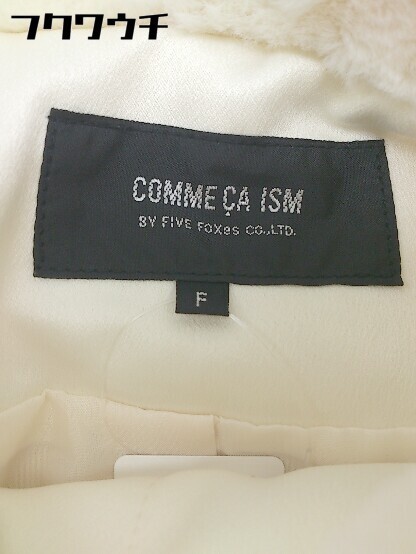 フクワウチ
COMME ÇA ISM
BY FIVE FOXes CO.,LTD.
F